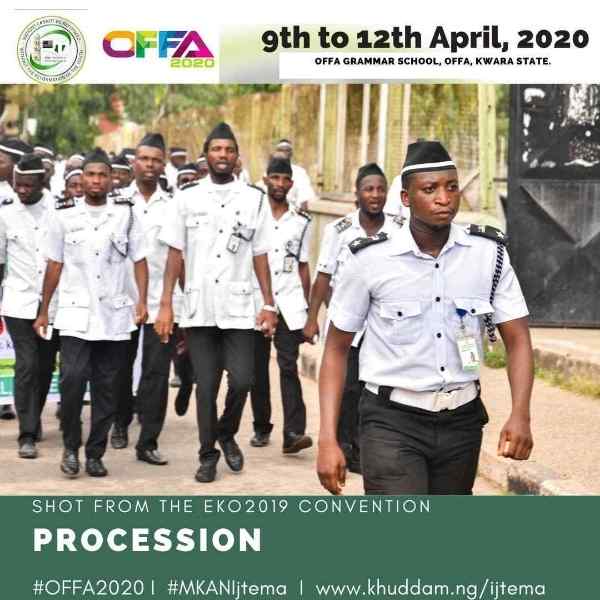 OFFA
2020
9th to 12th April, 2020
OFFA GRAMMAR SCHOOL, OFFA, KWARA STATE.
SHOT FROM THE EKO2019 CONVENTION
PROCESSION
#OFFA2020 I #MKANIjtema I www.khuddam.ng/ijtema